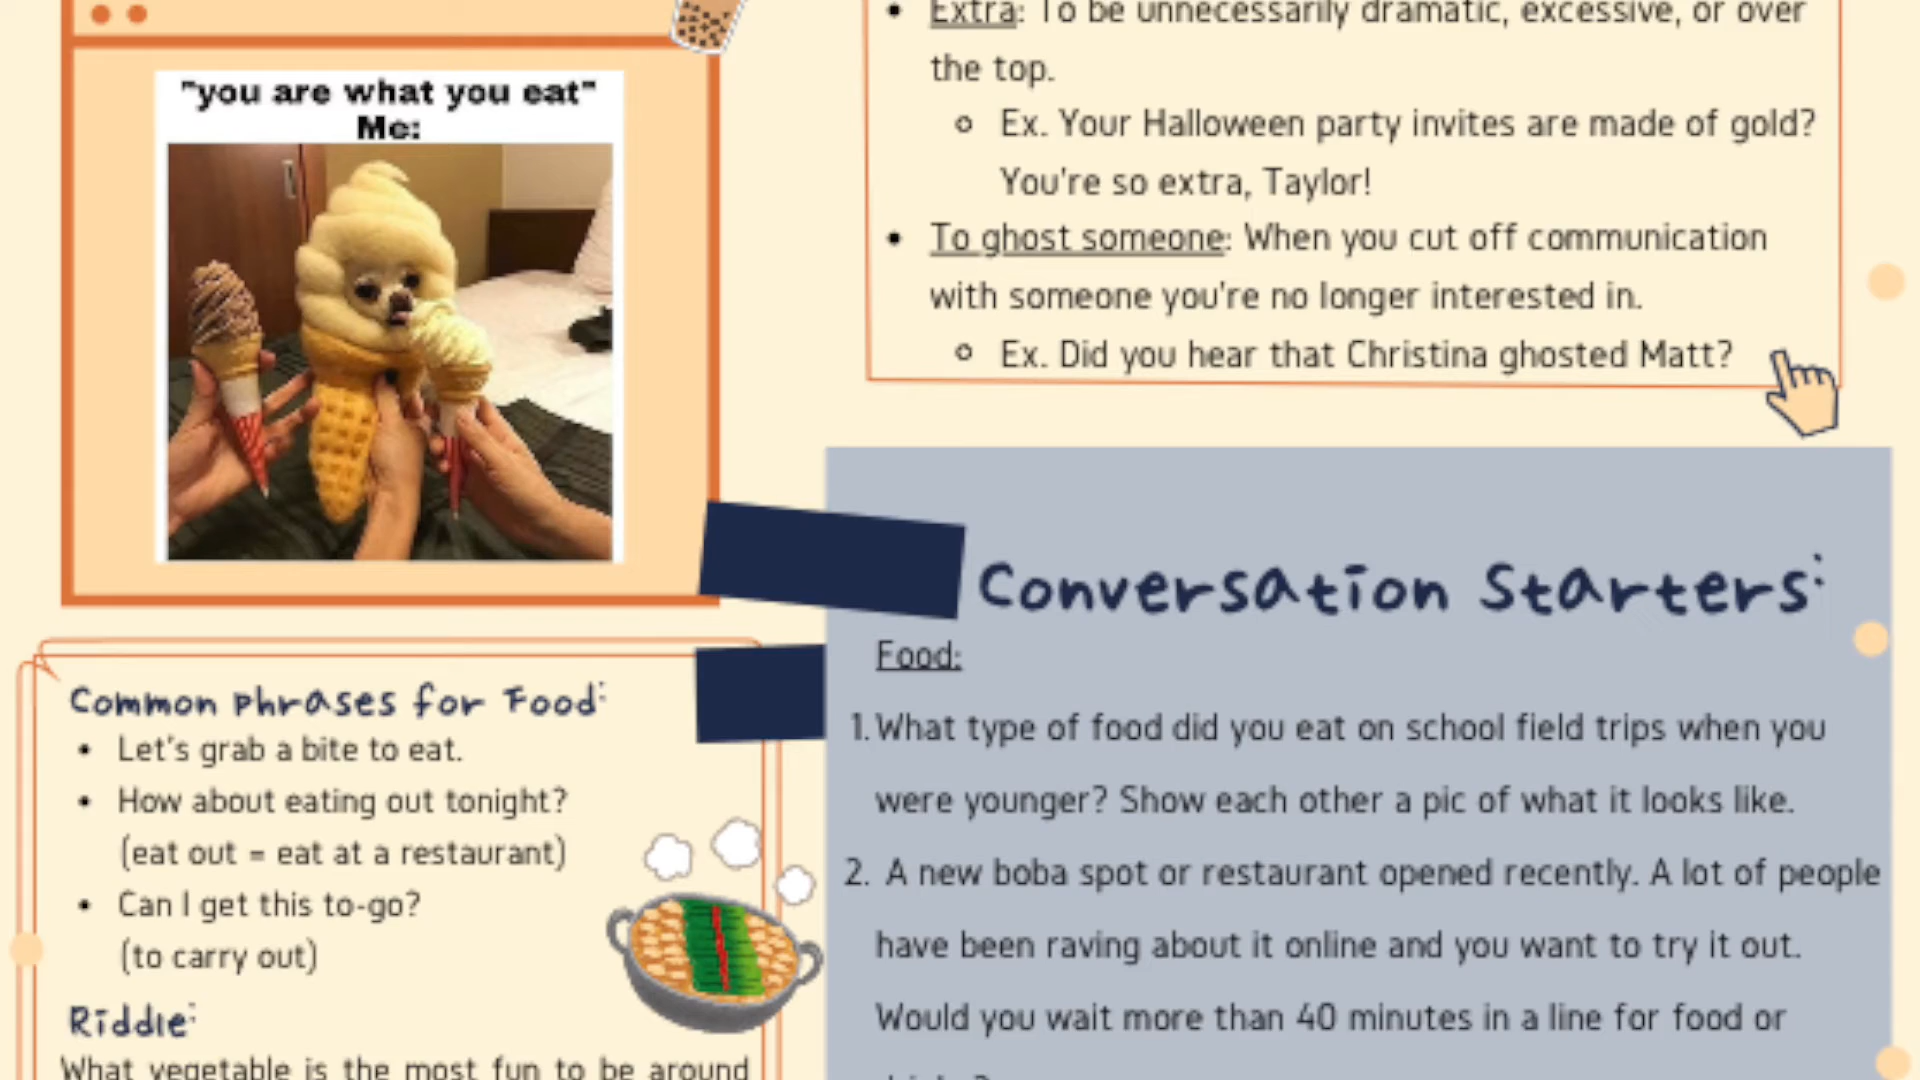 "you are what you eat"
Me:
Extra: To be unnecessarily dramatic, excessive, or over
the top.
Ex. Your Halloween party invites are made of gold?
You're so extra, Taylor!
To ghost someone: When you cut off communication
with someone you're no longer interested in.
Ex. Did you hear that Christina ghosted Matt?
Common Phrases for Food:
Let's grab a bite to eat.
How about eating out tonight?
(eat out = eat at a restaurant)
Can I get this to-go?
(to carry out)
Riddle:
What vegetable is the most fun to be around
Conversation Starters:
Food:
1. What type of food did you eat on school field trips when you
were younger? Show each other a pic of what it looks like.
2. A new boba spot or restaurant opened recently. A lot of people
have been raving about it online and you want to try it out.
Would you wait more than 40 minutes in a line for food or